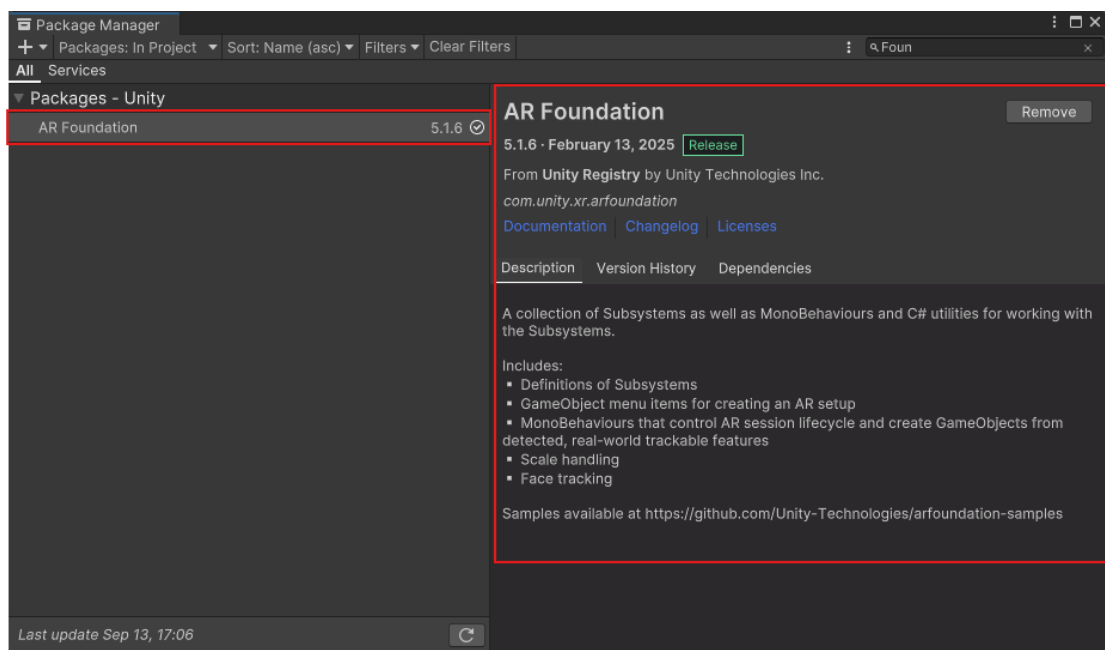 Package Manager
Packages: In Project Sort: Name (asc) Filters Clear Filters Foun
All Services
Packages - Unity
AR Foundation 5.1.6
AR Foundation Remove
5.1.6 · February 13, 2025 Release
From Unity Registry by Unity Technologies Inc.
com.unity.xr.arfoundation
Documentation Changelog Licenses
Description Version History Dependencies
A collection of Subsystems as well as MonoBehaviours and C# utilities for working with
the Subsystems.
Includes:
▪ Definitions of Subsystems
▪ GameObject menu items for creating an AR setup
▪ MonoBehaviours that control AR session lifecycle and create GameObjects from
detected, real-world trackable features
▪ Scale handling
▪ Face tracking
Samples available at https://github.com/Unity-Technologies/arfoundation-samples
Last update Sep 13, 17:06